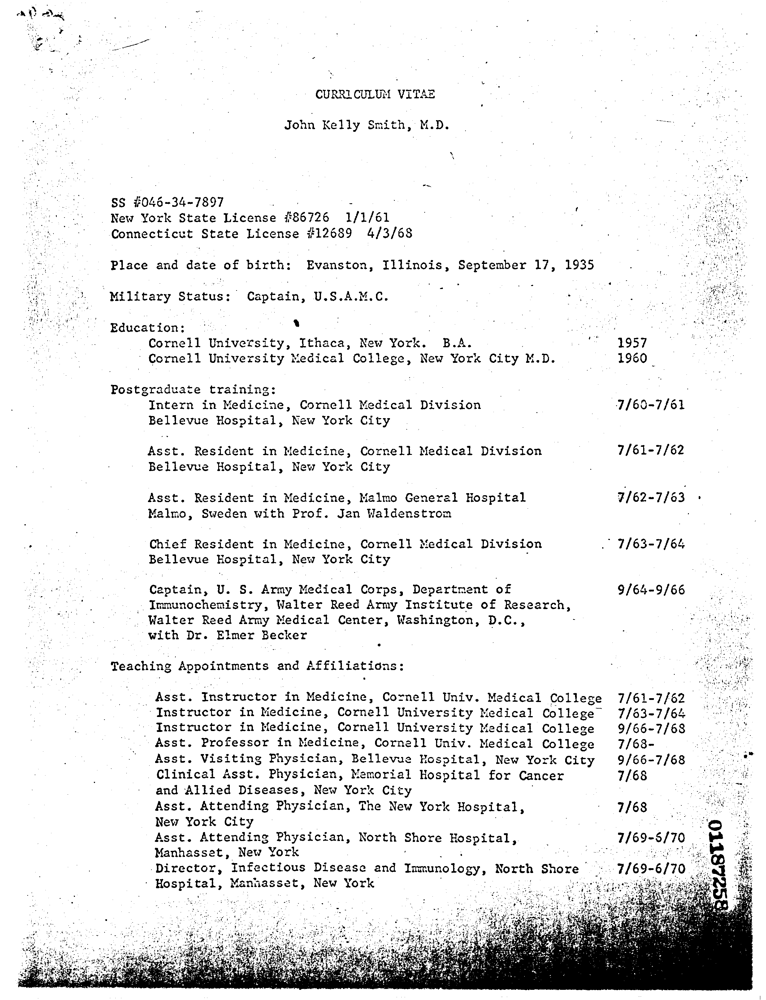 CURRICULUM VITAE
John Kelly Smith, M.D.
SS #046-34-7897
New York State License #86726 1/1/61
Connecticut State License #12689 4/3/68
Place and date of birth: Evanston, Illinois, September 17, 1935
Military Status: Captain, U.S.A.M.C.
Education:
Cornell University, Ithaca, New York. B.A. 1957
Cornell University Medical College, New York City M.D. 1960
Postgraduate training:
Intern in Medicine, Cornell Medical Division 7/60-7/61
Bellevue Hospital, New York City
Asst. Resident in Medicine, Cornell Medical Division 7/61-7/62
Bellevue Hospital, New York City
Asst. Resident in Medicine, Malmo General Hospital 7/62-7/63
Malmo, Sweden with Prof. Jan Waldenstrom
Chief Resident in Medicine, Cornell Medical Division 7/63-7/64
Bellevue Hospital, New York City
Captain, U. S. Army Medical Corps, Department of 9/64-9/66
Immunochemistry, Walter Reed Army Institute of Research,
Walter Reed Army Medical Center, Washington, D.C.,
with Dr. Elmer Becker
Teaching Appointments and Affiliations:
Asst. Instructor in Medicine, Cornell Univ. Medical College 7/61-7/62
Instructor in Medicine, Cornell University Medical College 7/63-7/64
Instructor in Medicine, Cornell University Medical College 9/66-7/68
Asst. Professor in Medicine, Cornell Univ. Medical College 7/68-
Asst. Visiting Physician, Bellevue Hospital, New York City 9/66-7/68
Clinical Asst. Physician, Memorial Hospital for Cancer 7/68
and Allied Diseases, New York City
Asst. Attending Physician, The New York Hospital, 7/68
New York City
Asst. Attending Physician, North Shore Hospital, 7/69-6/70
Manhasset, New York
Director, Infectious Disease and Immunology, North Shore 7/69-6/70
Hospital, Manhasset, New York
01187258